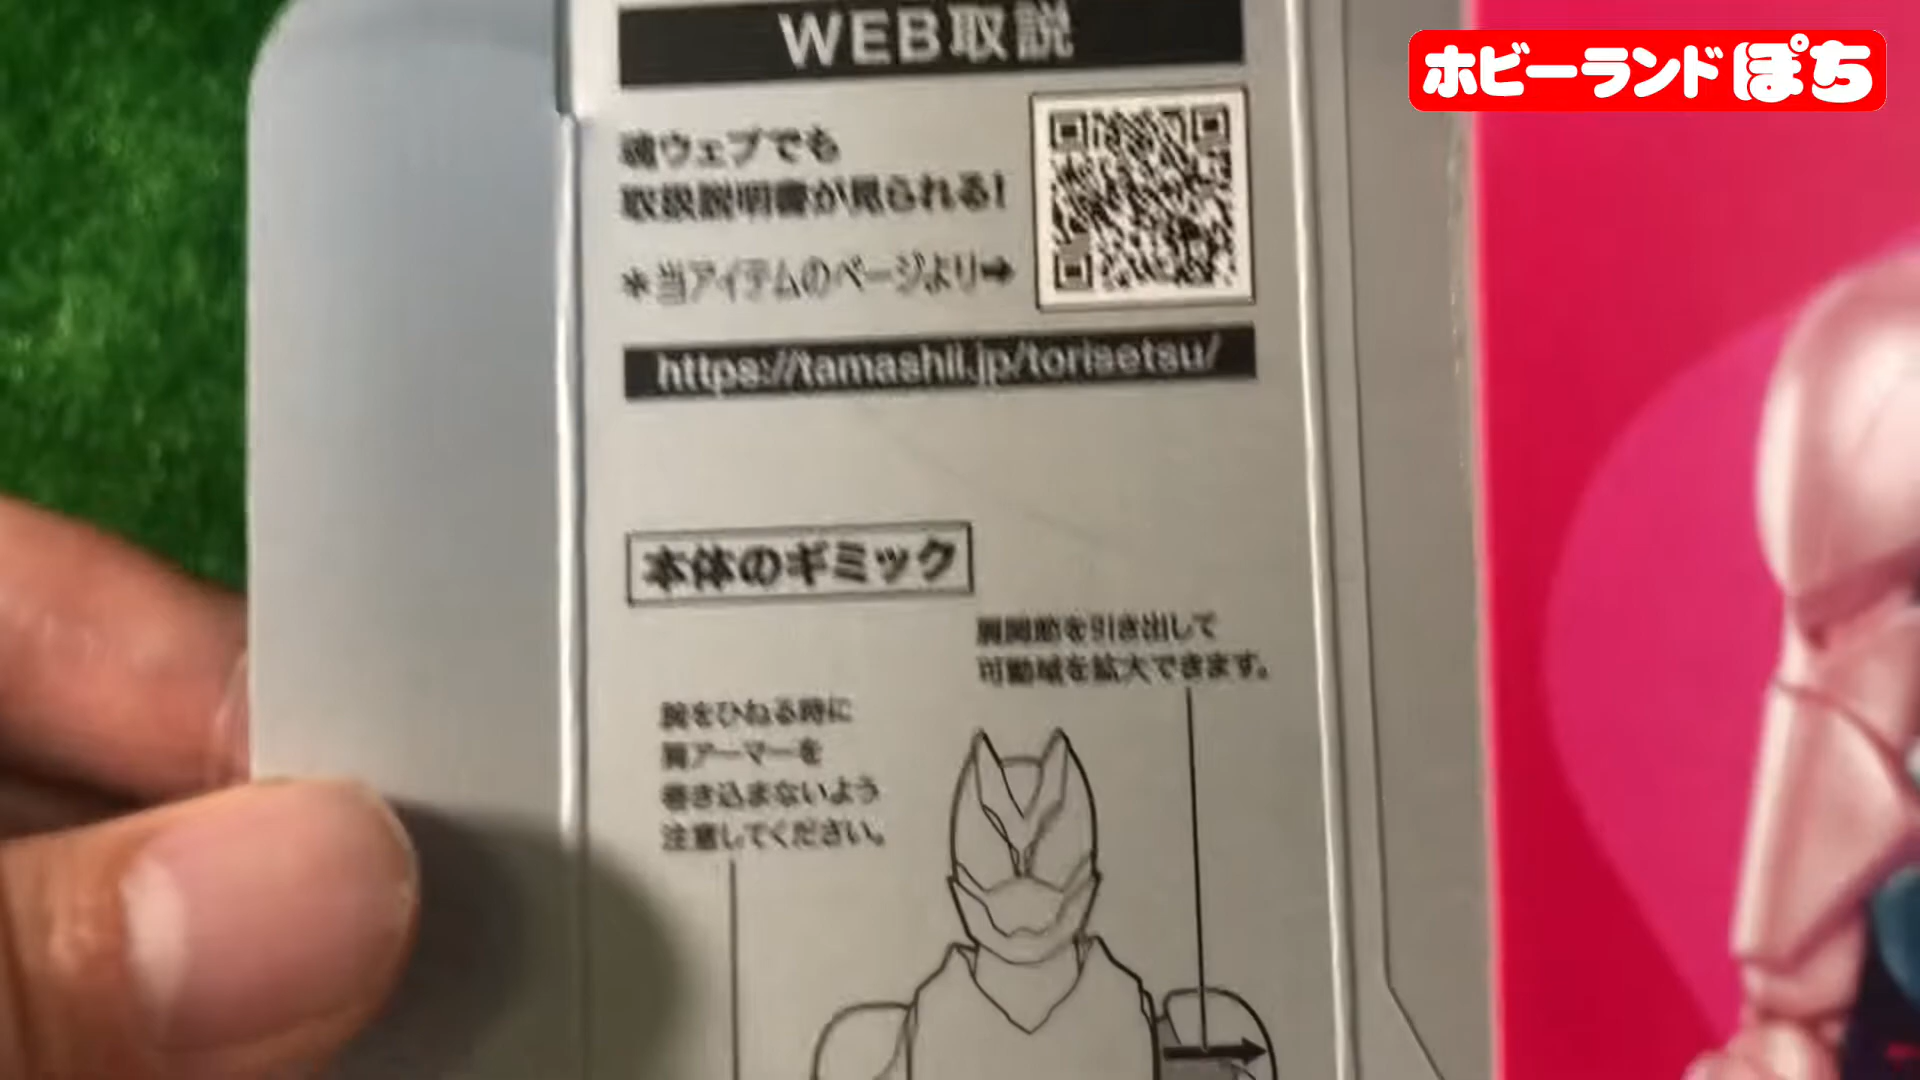 WEB取説
ホビーランドぽち
魂ウェブでも
取扱説明書が見られる!
*当アイテムのページより➡
https://tamashii.jp/torisetsu/
本体のギミック
肩関節を引き出して
可動域を拡大できます。
腕をひねる時に
肩アーマーを
巻き込まないよう
注意してください。